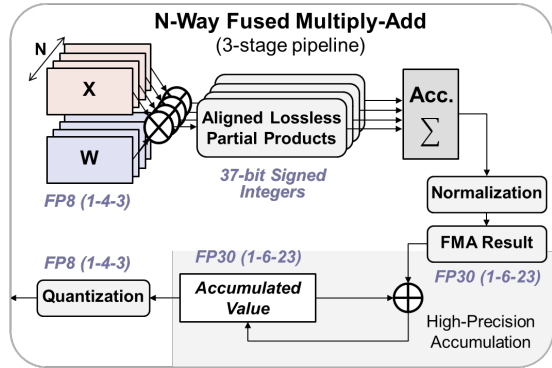 N-Way Fused Multiply-Add
(3-stage pipeline)
N
X
W
FP8 (1-4-3)
Aligned Lossless
Partial Products
37-bit Signed
Integers
Acc.
∑
Normalization
FMA Result
FP30 (1-6-23)
FP8 (1-4-3)
Quantization
FP30 (1-6-23)
Accumulated
Value
High-Precision
Accumulation